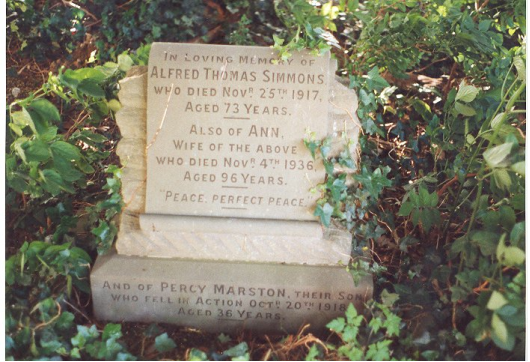 IN LOVING MEMORY OF
ALFRED THOMAS SIMMONS,
WHO DIED NOVR. 25TH 1917,
AGED 73 YEARS.
ALSO OF ANN,
WIFE OF THE ABOVE
WHO DIED NOVR. 4TH 1936,
AGED 96 YEARS.
"PEACE, PERFECT PEACE."
AND OF PERCY MARSTON, THEIR SON
WHO FELL IN ACTION OCTR. 20TH 1918
AGED 36 YEARS.